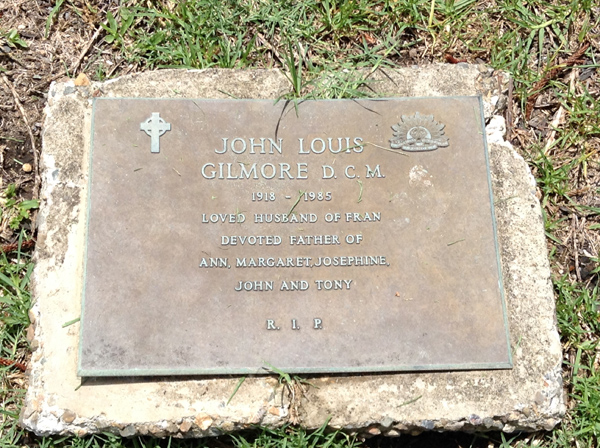 JOHN LOUIS
GILMORE D.C.M.
1918 - 1985
LOVED HUSBAND OF FRAN
DEVOTED FATHER OF
ANN, MARGARET, JOSEPHINE,
JOHN AND TONY
R. I. P.